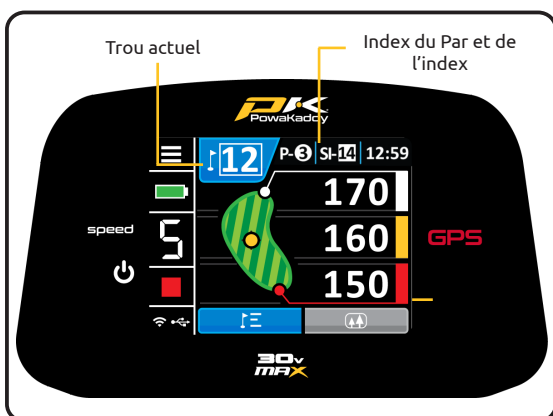 Trou actuel
Index du Par et de
l’index
PK
PowaKaddy
12
P-3
SI-14
12:59
170
speed
5
160
GPS
150
30v
MAX